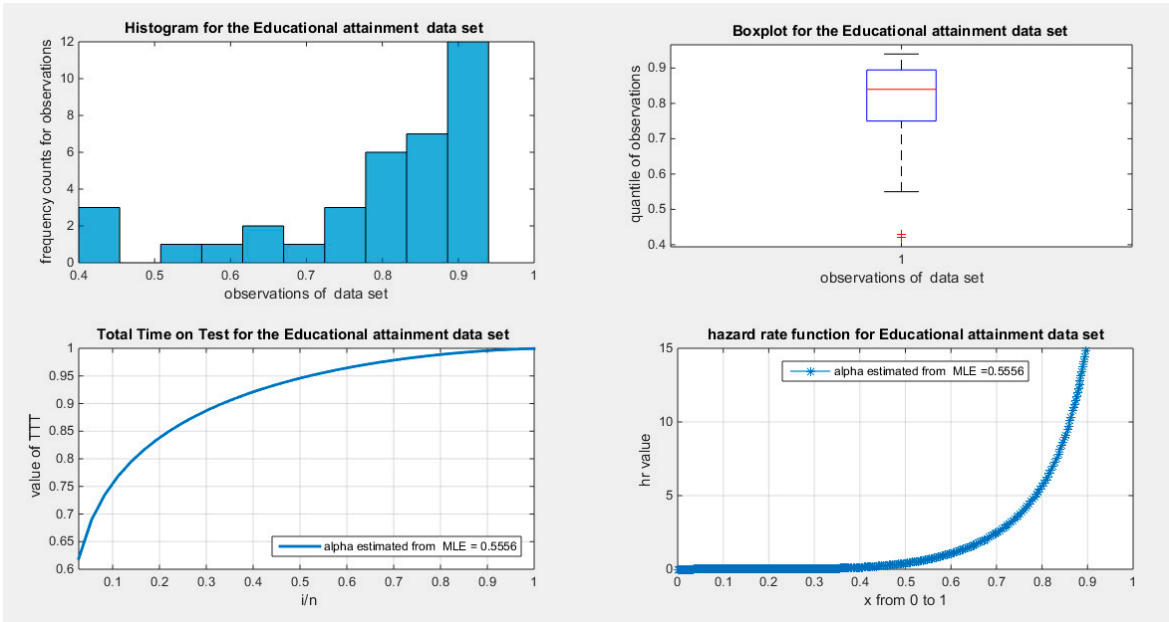 Histogram for the Educational attainment data set
12
10
8
6
4
2
0
frequency counts for observations
0.4 0.5 0.6 0.7 0.8 0.9 1
observations of data set
Boxplot for the Educational attainment data set
0.9
0.8
0.7
0.6
0.5
0.4
quantile of observations
1
observations of data set
Total Time on Test for the Educational attainment data set
1
0.95
0.9
0.85
0.8
0.75
0.7
0.65
0.6
value of TTT
alpha estimated from MLE = 0.5556
0.1 0.2 0.3 0.4 0.5 0.6 0.7 0.8 0.9 1
i/n
hazard rate function for Educational attainment data set
15
10
5
0
hr value
alpha estimated from MLE =0.5556
0 0.1 0.2 0.3 0.4 0.5 0.6 0.7 0.8 0.9 1
x from 0 to 1